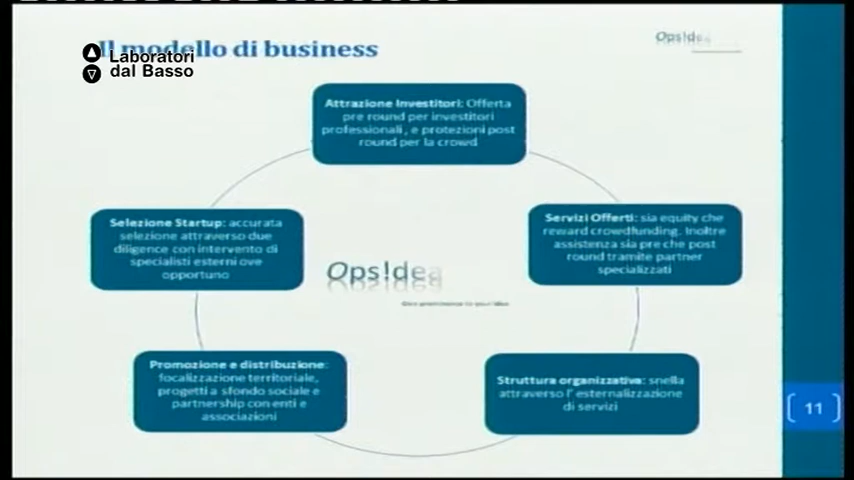 Il modello di business
Laboratori
dal Basso
Ops!dea
Attrazione Investitori: Offerta
pre round per investitori
professionali, e protezioni post
round per la crowd
Selezione Startup: accurata
selezione attraverso due
diligence con intervento di
specialisti esterni ove
opportuno
Servizi Offerti: sia equity che
reward crowdfunding. Inoltre
assistenza sia pre che post
round tramite partner
specializzati
Ops!dea
Promozione e distribuzione:
focalizzazione territoriale,
progetti a sfondo sociale e
partnership con enti e
associazioni
Struttura organizzativa: snella
attraverso l' esternalizzazione
di servizi
11